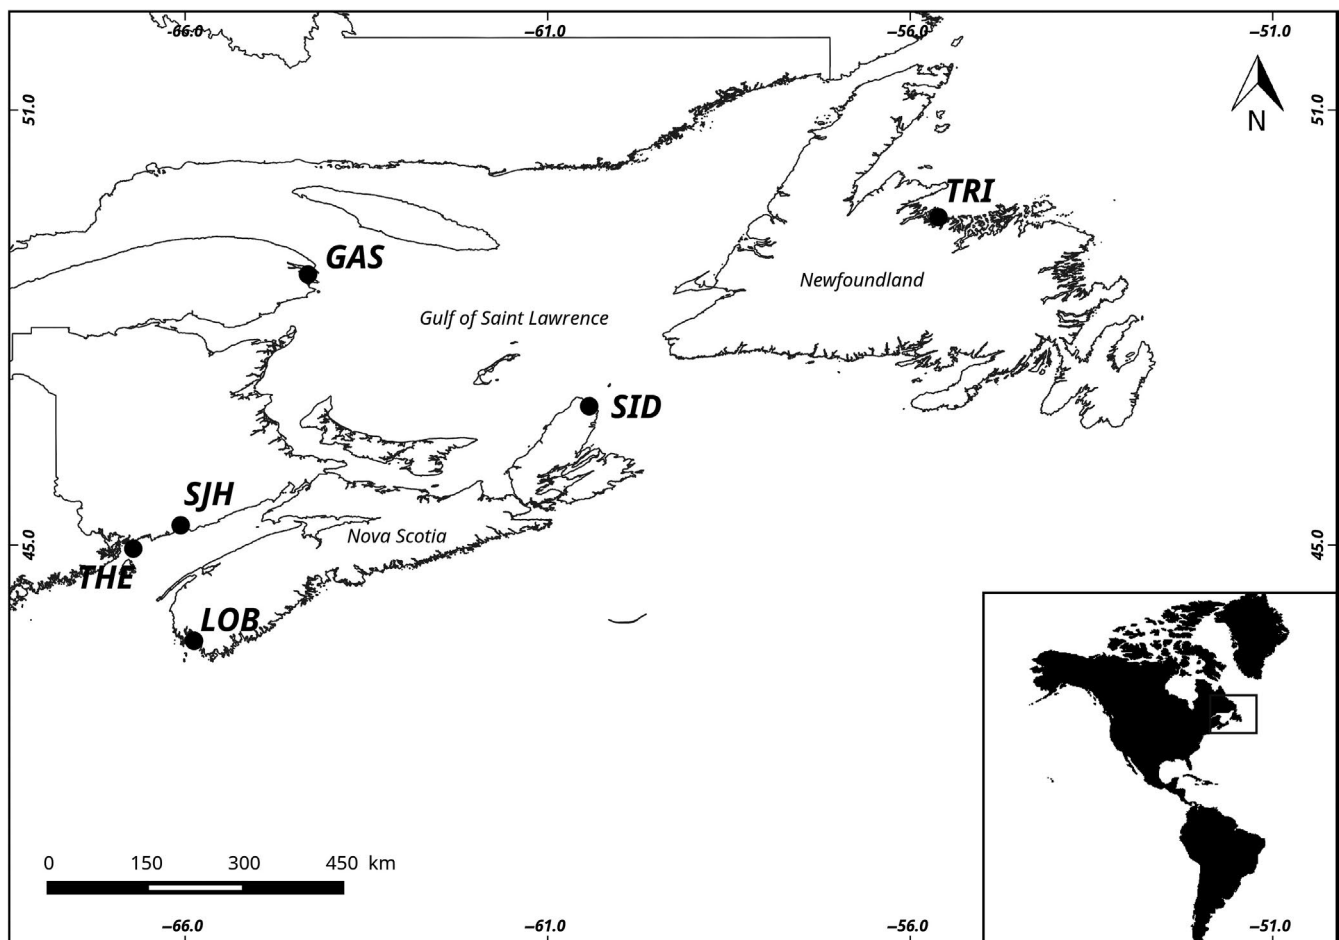 –66.0 –61.0 –56.0 –51.0
51.0 51.0
N
TRI
GAS
Newfoundland
Gulf of Saint Lawrence
SID
SJH
Nova Scotia
45.0 45.0
THE
LOB
0 150 300 450 km
–66.0 –61.0 –56.0 –51.0